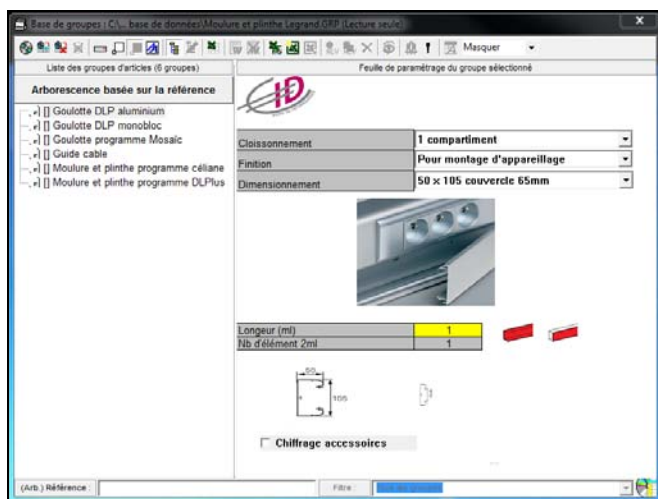 Base de groupes : C:\... base de données\Moulure et plinthe Legrand.GRP (Lecture seule)
Masquer
Liste des groupes d'articles (6 groupes)
Feuille de paramétrage du groupe sélectionné
Arborescence basée sur la référence
[] Goulotte DLP aluminium
[] Goulotte DLP monobloc
[] Goulotte programme Mosaïc
[] Guide cable
[] Moulure et plinthe programme céliane
[] Moulure et plinthe programme DLPlus
ID
Cloissonnement
1 compartiment
Finition
Pour montage d'appareillage
Dimensionnement
50 x 105 couvercle 65mm
Longeur (ml)
1
Nb d'élément 2ml
1
105
Chiffrage accessoires
(Arb.) Référence :
Filtre :